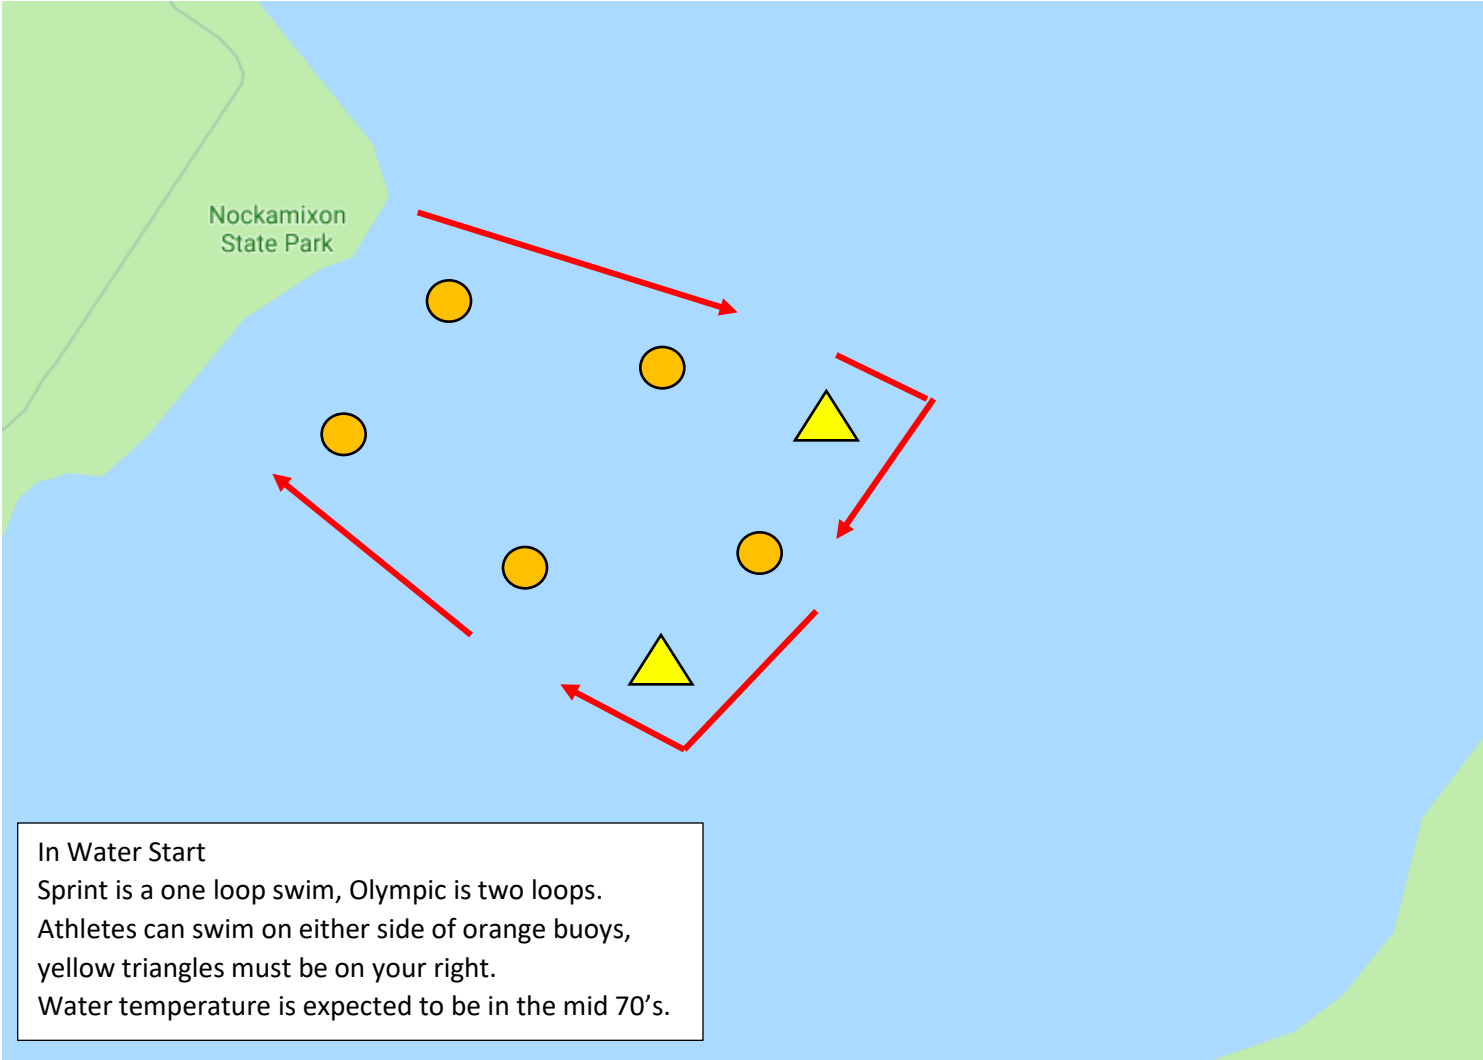 Nockamixon
State Park
In Water Start
Sprint is a one loop swim, Olympic is two loops.
Athletes can swim on either side of orange buoys,
yellow triangles must be on your right.
Water temperature is expected to be in the mid 70’s.